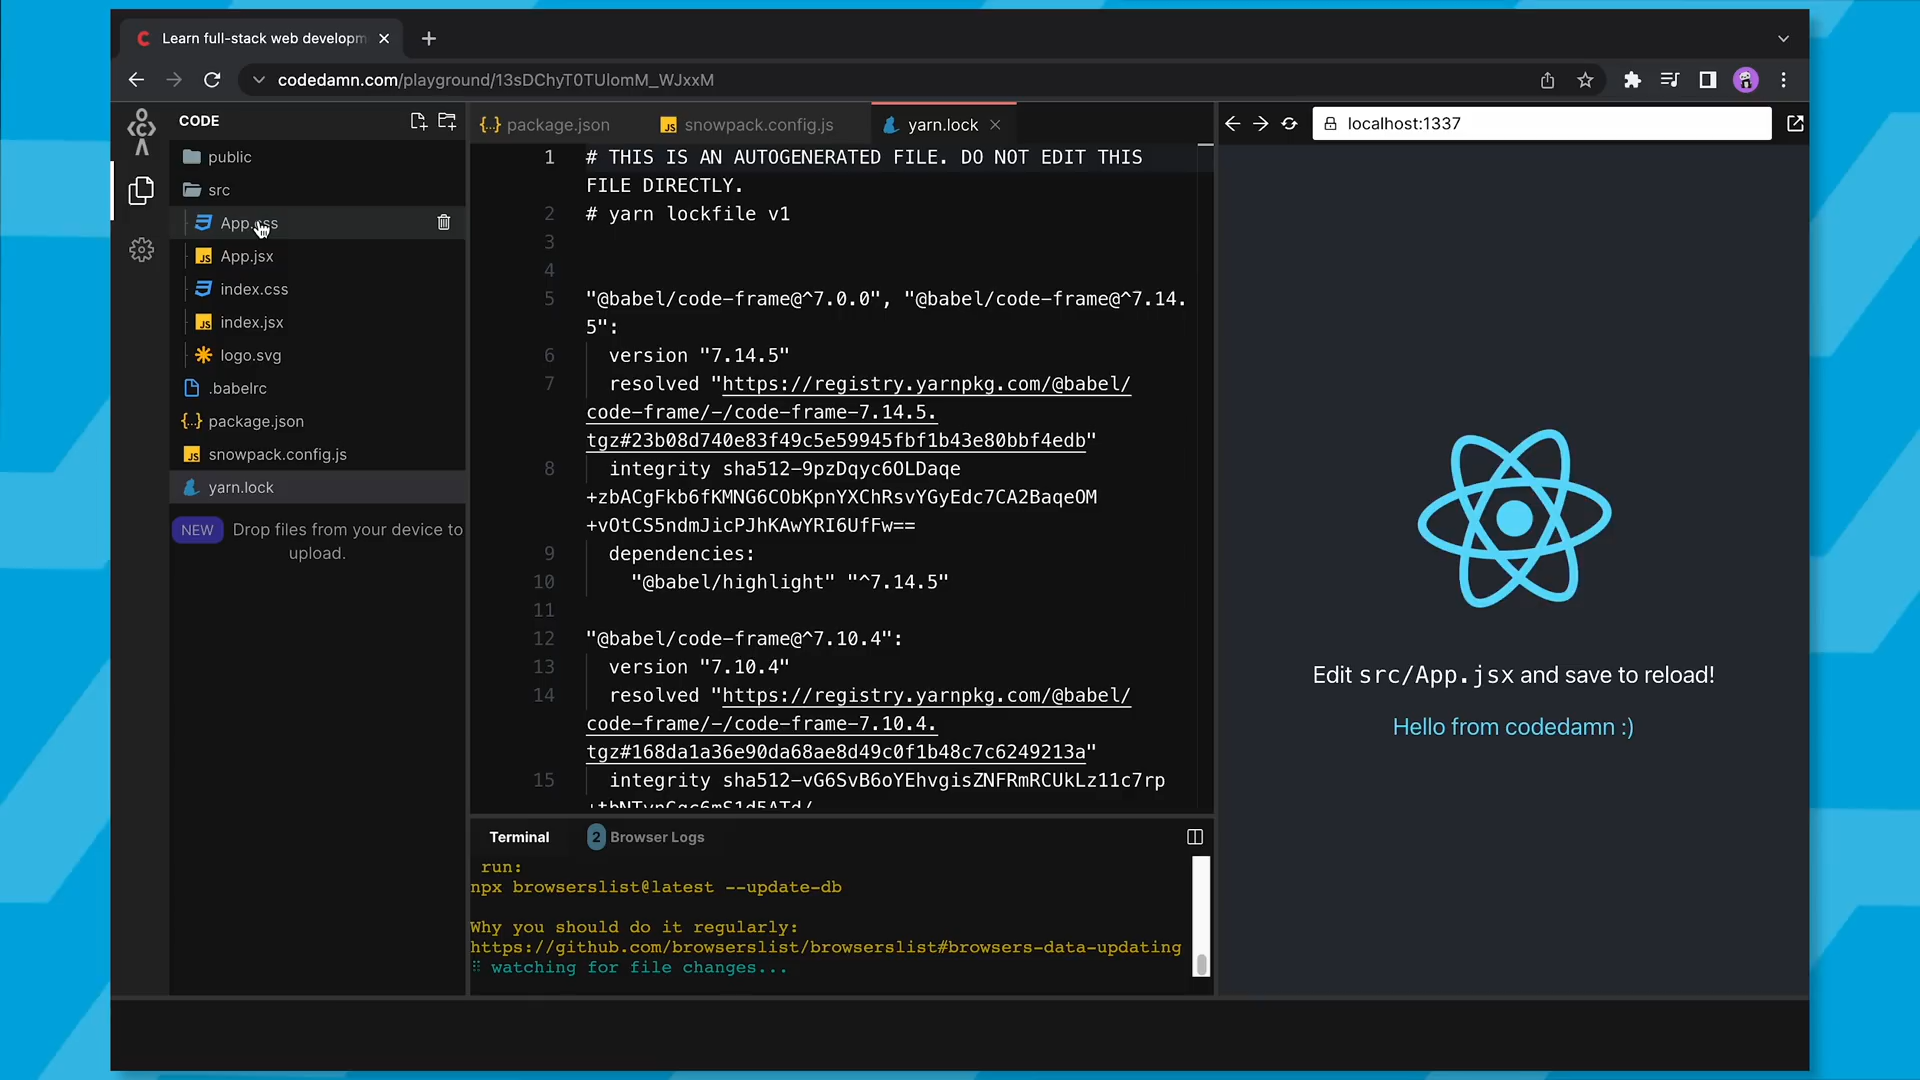 Learn full-stack web developm
codedamn.com/playground/13sDChyT0TUlomM_WJxxM
CODE
public
src
App.css
App.jsx
index.css
index.jsx
logo.svg
.babelrc
package.json
snowpack.config.js
yarn.lock
NEW Drop files from your device to
upload.
package.json
snowpack.config.js
yarn.lock
1 # THIS IS AN AUTOGENERATED FILE. DO NOT EDIT THIS
FILE DIRECTLY.
2 # yarn lockfile v1
3
4
5 "@babel/code-frame@^7.0.0", "@babel/code-frame@^7.14.
5":
6 version "7.14.5"
7 resolved "https://registry.yarnpkg.com/@babel/
code-frame/-/code-frame-7.14.5.
tgz#23b08d740e83f49c5e59945fbf1b43e80bbf4edb"
8 integrity sha512-9pzDqyc6OLDaqe
+zbACgFkb6fKMNG6CObKpnYXChRsvYGyEdc7CA2BaqeOM
+vOtCS5ndmJicPJhKAwYRI6UfFw==
9 dependencies:
10 "@babel/highlight" "^7.14.5"
11
12 "@babel/code-frame@^7.10.4":
13 version "7.10.4"
14 resolved "https://registry.yarnpkg.com/@babel/
code-frame/-/code-frame-7.10.4.
tgz#168da1a36e90da68ae8d49c0f1b48c7c6249213a"
15 integrity sha512-vG6SvB6oYEhvgisZNFRmRCUkLz11c7rp
Terminal
2 Browser Logs
run:
npx browserslist@latest --update-db
Why you should do it regularly:
https://github.com/browserslist/browserslist#browsers-data-updating
watching for file changes...
localhost:1337
Edit src/App.jsx and save to reload!
Hello from codedamn :)